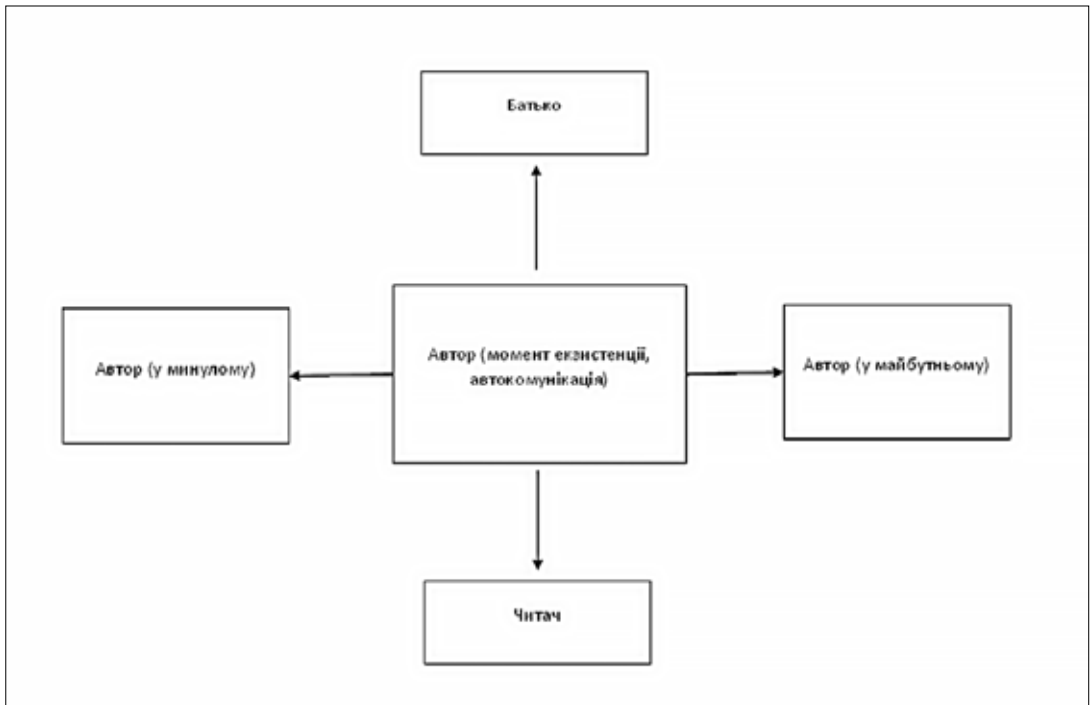 Батько
Автор (у минулому)
Автор (момент екзистенції,
автокомунікація)
Автор (у майбутньому)
Читач